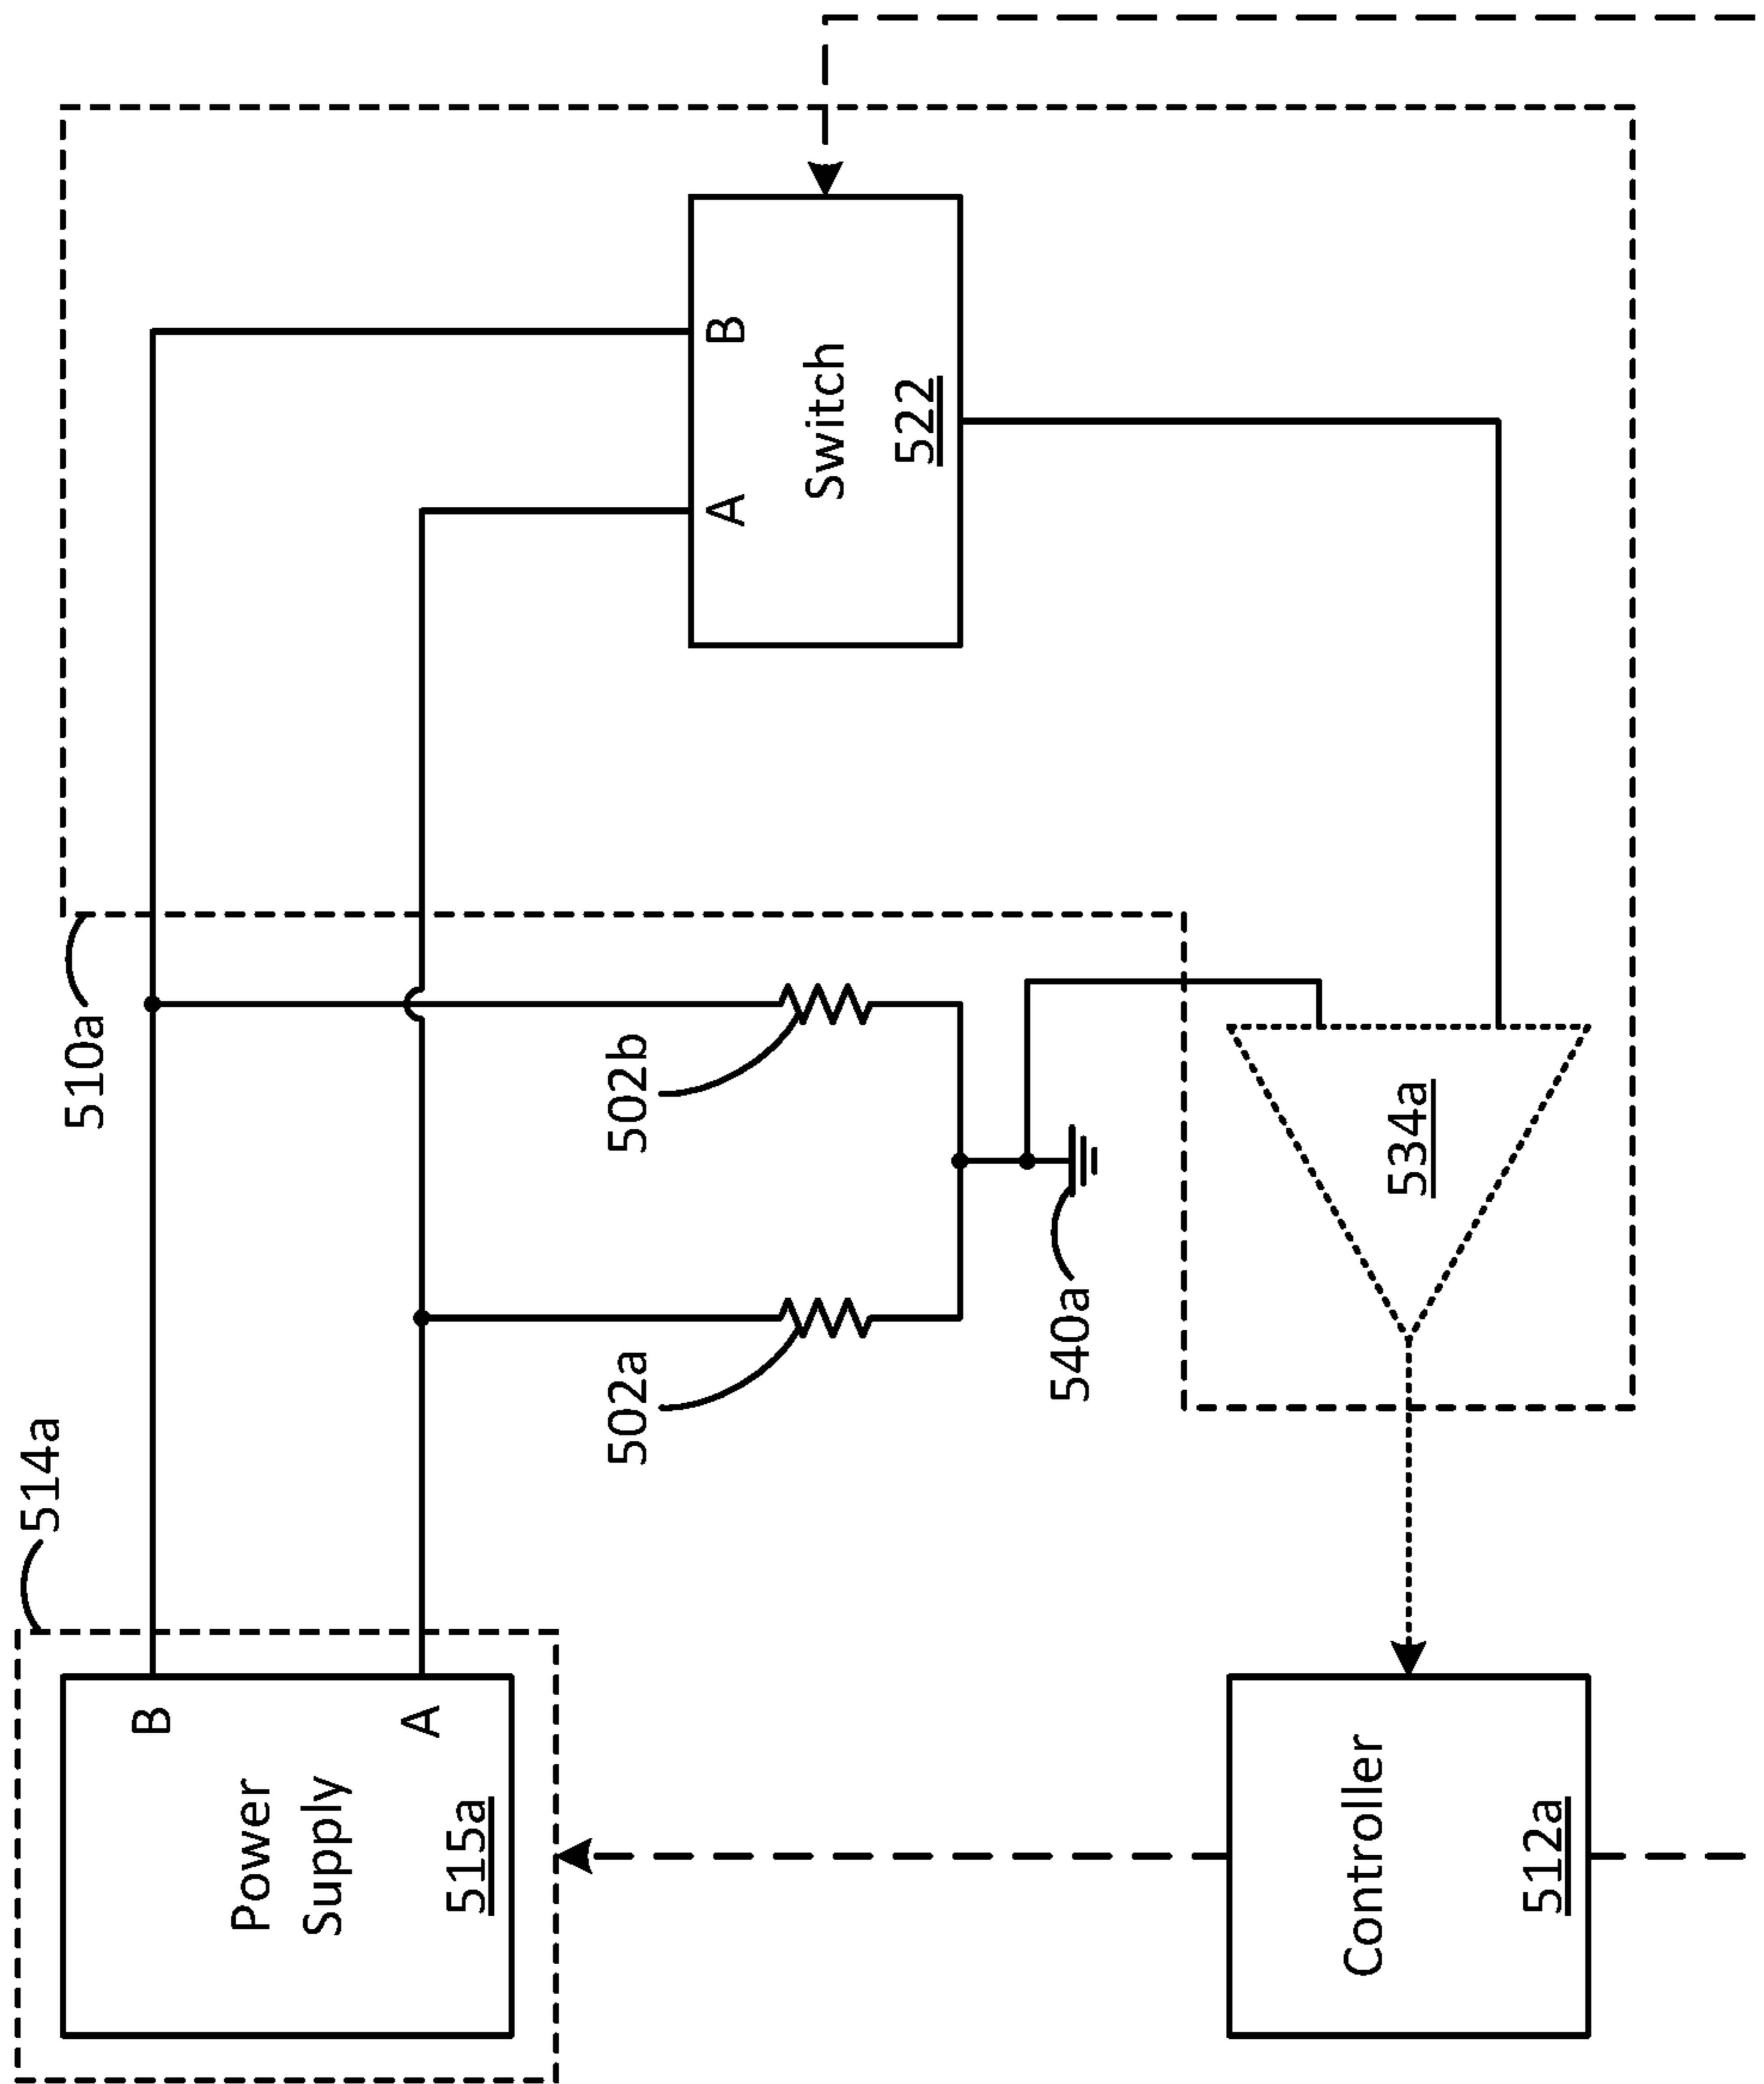 514a
510a
B
A
Power
Supply
515a
502a
502b
540a
B
A
Switch
522
534a
Controller
512a